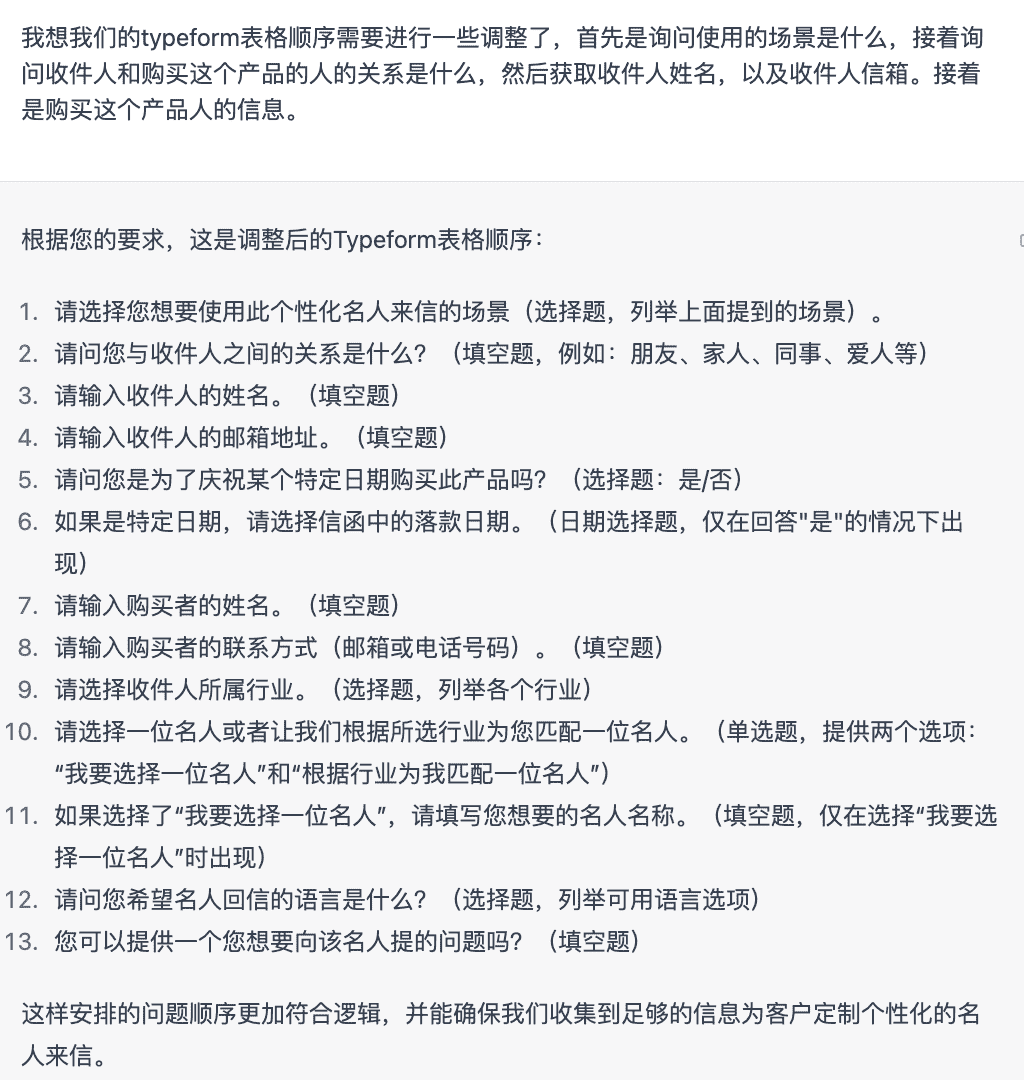 我想我们的typeform表格顺序需要进行一些调整了，首先是询问使用的场景是什么，接着询
问收件人和购买这个产品的人的关系是什么，然后获取收件人姓名，以及收件人信箱。接着
是购买这个产品人的信息。
根据您的要求，这是调整后的Typeform表格顺序：
1. 请选择您想要使用此个性化名人来信的场景（选择题，列举上面提到的场景）。
2. 请问您与收件人之间的关系是什么？（填空题，例如：朋友、家人、同事、爱人等）
3. 请输入收件人的姓名。（填空题）
4. 请输入收件人的邮箱地址。（填空题）
5. 请问您是为了庆祝某个特定日期购买此产品吗？（选择题：是/否）
6. 如果是特定日期，请选择信函中的落款日期。（日期选择题，仅在回答"是"的情况下出
现）
7. 请输入购买者的姓名。（填空题）
8. 请输入购买者的联系方式（邮箱或电话号码）。（填空题）
9. 请选择收件人所属行业。（选择题，列举各个行业）
10. 请选择一位名人或者让我们根据所选行业为您匹配一位名人。（单选题，提供两个选项：
“我要选择一位名人”和“根据行业为我匹配一位名人”）
11. 如果选择了“我要选择一位名人”，请填写您想要的名人名称。（填空题，仅在选择“我要选
择一位名人”时出现）
12. 请问您希望名人回信的语言是什么？（选择题，列举可用语言选项）
13. 您可以提供一个您想要向该名人提的问题吗？（填空题）
这样安排的问题顺序更加符合逻辑，并能确保我们收集到足够的信息为客户定制个性化的名
人来信。